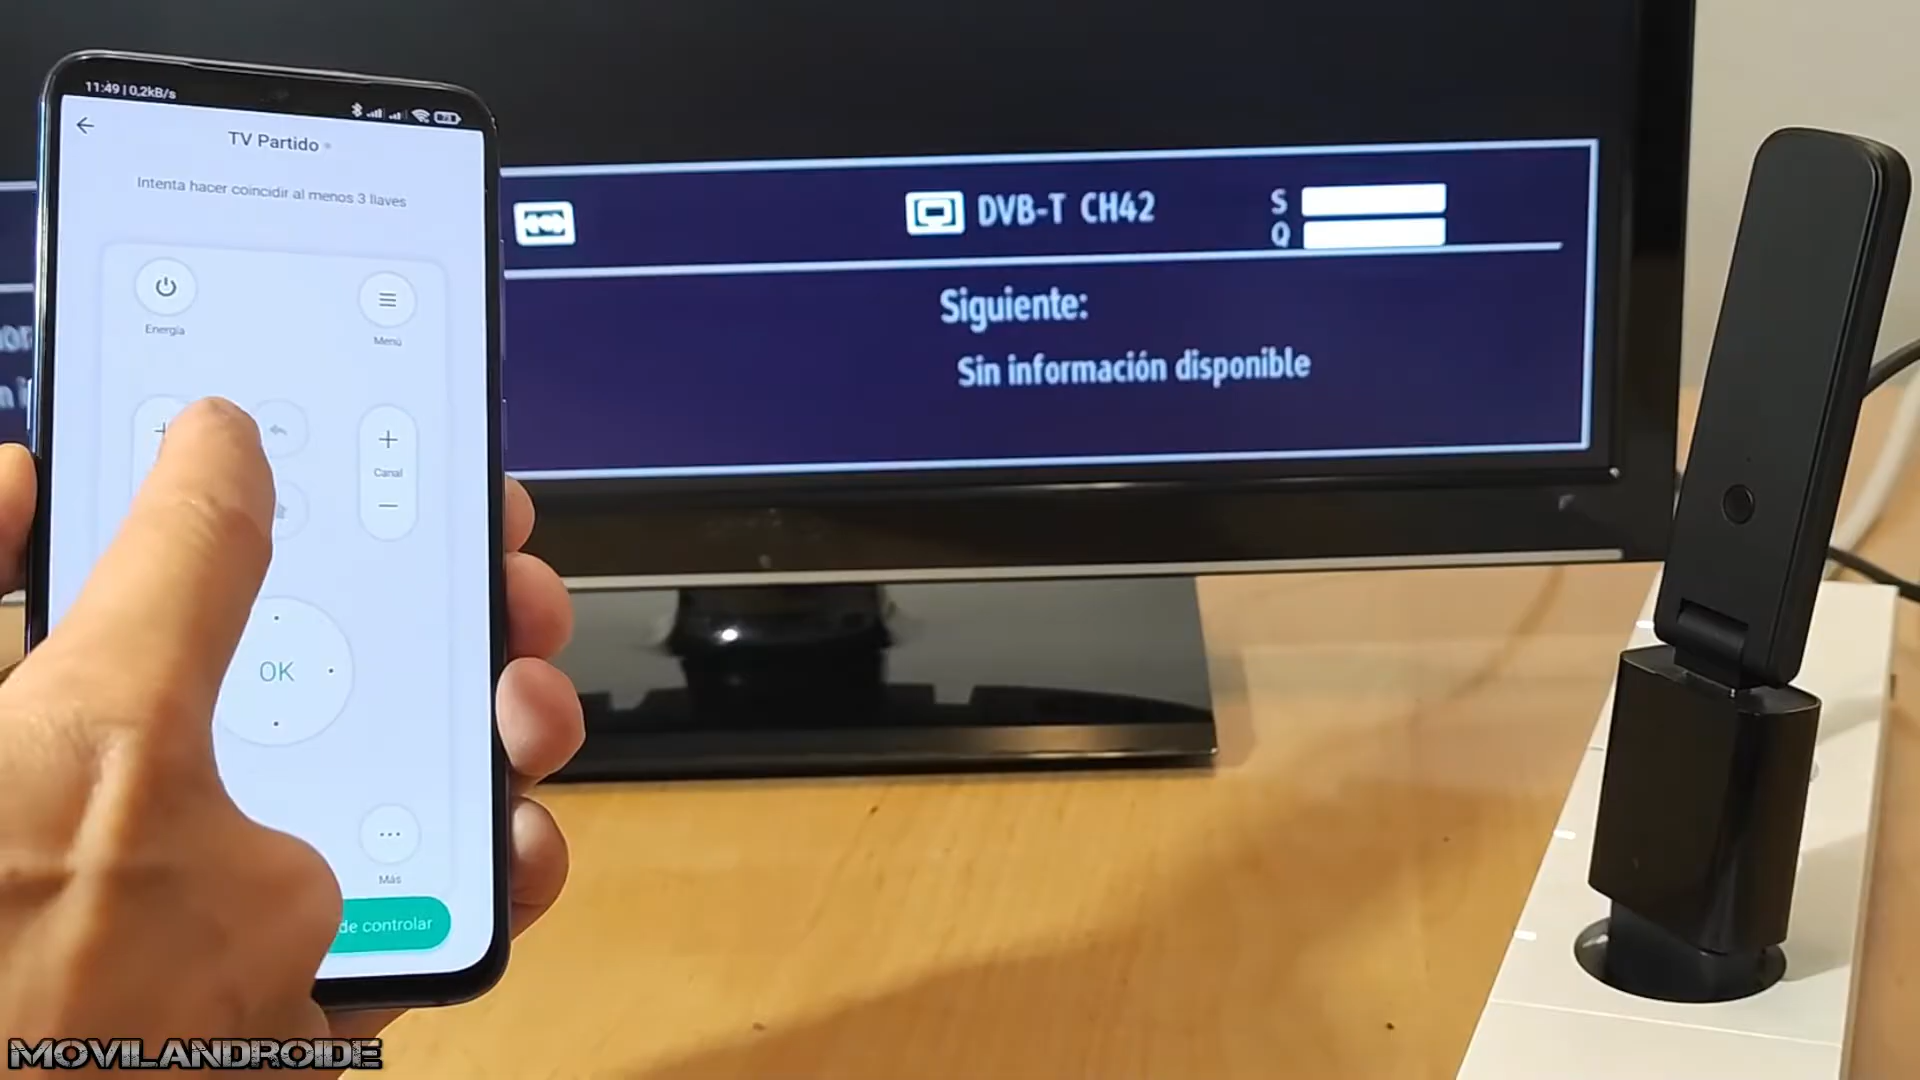 11:49 | 0,2kB/s
TV Partido
Intenta hacer coincidir al menos 3 llaves
Energía
Menú
Canal
OK
Más
de controlar
DVB-T CH42
S
Q
Siguiente:
Sin información disponible
MOVILANDROIDE